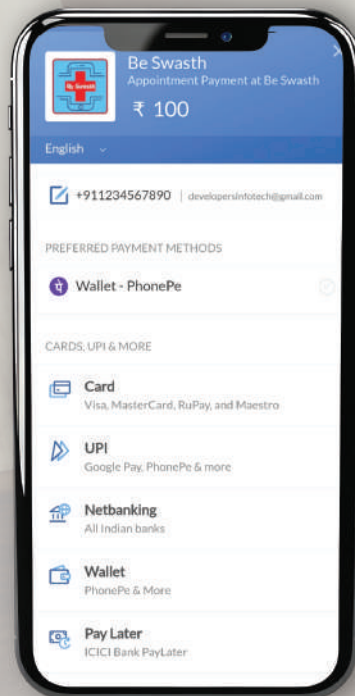 Be Swasth
Be Swasth
Appointment Payment at Be Swasth
₹ 100
English
+911234567890 | developersinfotech@gmail.com
PREFERRED PAYMENT METHODS
पे Wallet - PhonePe
CARDS, UPI & MORE
Card
Visa, MasterCard, RuPay, and Maestro
UPI
Google Pay, PhonePe & more
Netbanking
All Indian banks
Wallet
PhonePe & More
Pay Later
ICICI Bank PayLater